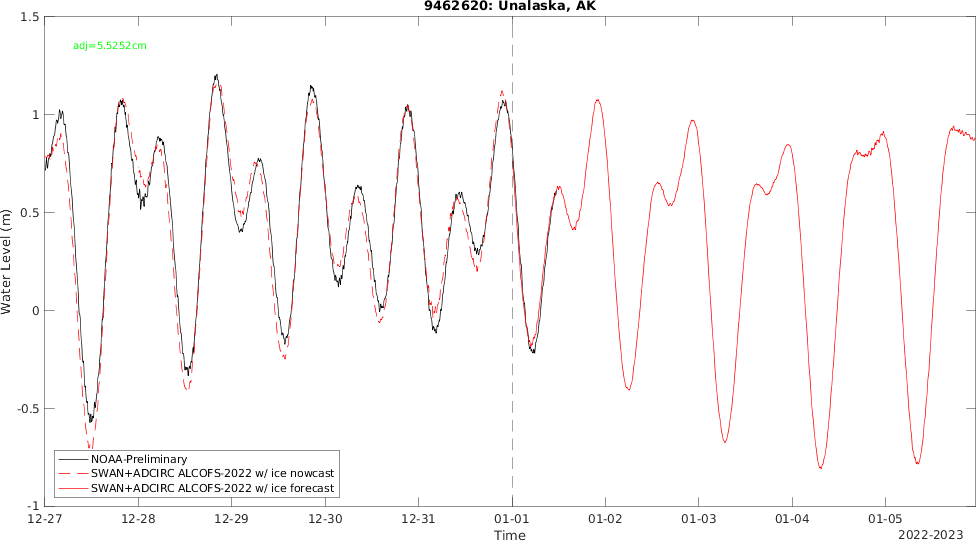 9462620: Unalaska, AK
adj=5.5252cm
Water Level (m)
1.5
1
0.5
0
-0.5
-1
NOAA-Preliminary
SWAN+ADCIRC ALCOFS-2022 w/ ice nowcast
SWAN+ADCIRC ALCOFS-2022 w/ ice forecast
12-27 12-28 12-29 12-30 12-31 01-01 01-02 01-03 01-04 01-05
Time
2022-2023